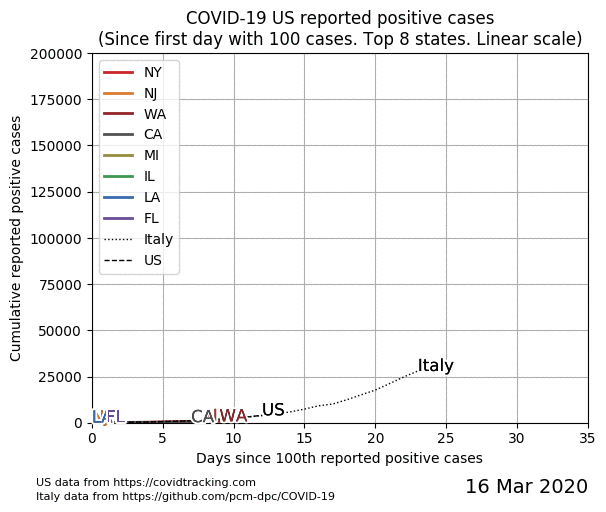 COVID-19 US reported positive cases
(Since first day with 100 cases. Top 8 states. Linear scale)
Cumulative reported positive cases
200000
175000
150000
125000
100000
75000
50000
25000
0
NY
NJ
WA
CA
MI
IL
LA
FL
Italy
US
Italy
US
WA
CA
FL
LA
0 5 10 15 20 25 30 35
Days since 100th reported positive cases
US data from https://covidtracking.com
Italy data from https://github.com/pcm-dpc/COVID-19
16 Mar 2020